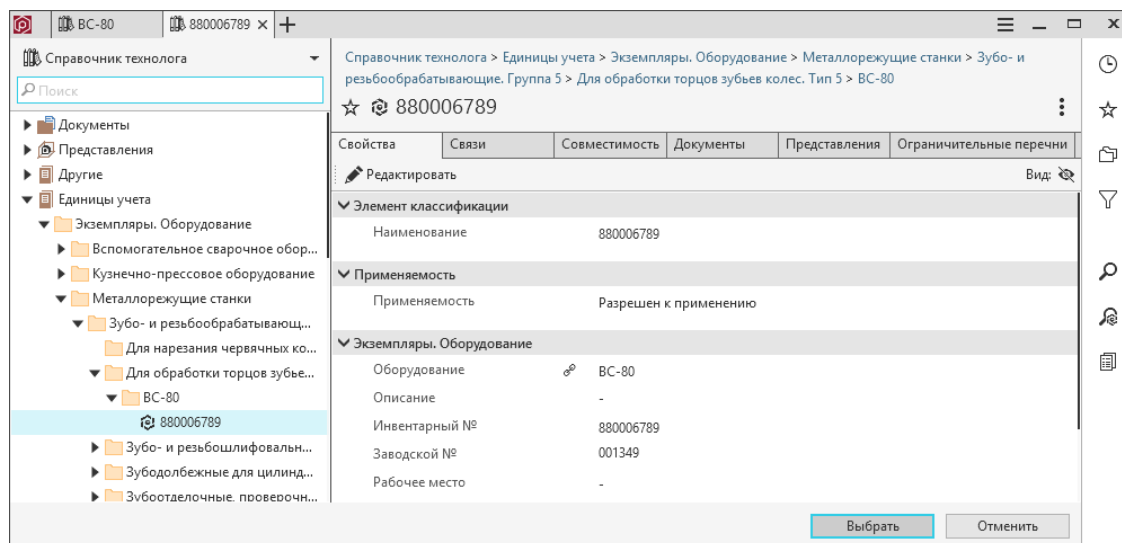 ВС-80
880006789
Справочник технолога
Поиск
Документы
Представления
Другие
Единицы учета
Экземпляры. Оборудование
Вспомогательное сварочное обор...
Кузнечно-прессовое оборудование
Металлорежущие станки
Зубо- и резьбообрабатывающ...
Для нарезания червячных ко...
Для обработки торцов зубье...
ВС-80
880006789
Зубо- и резьбошлифовальн...
Зубодолбежные для цилинд...
Зубоотделочные, проверочн...
Справочник технолога > Единицы учета > Экземпляры. Оборудование > Металлорежущие станки > Зубо- и
резьбообрабатывающие. Группа 5 > Для обработки торцов зубьев колес. Тип 5 > ВС-80
880006789
Свойства Связи Совместимость Документы Представления Ограничительные перечни
Редактировать Вид:
Элемент классификации
Наименование 880006789
Применяемость
Применяемость Разрешен к применению
Экземпляры. Оборудование
Оборудование ВС-80
Описание -
Инвентарный № 880006789
Заводской № 001349
Рабочее место -
Выбрать Отменить